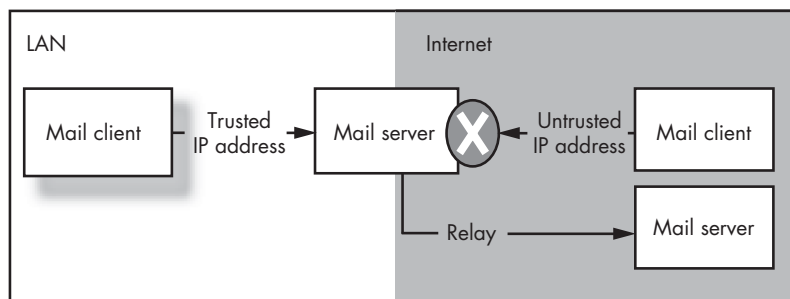 LAN
Internet
Mail client
Trusted
IP address
Mail server
X
Untrusted
IP address
Mail client
Relay
Mail server